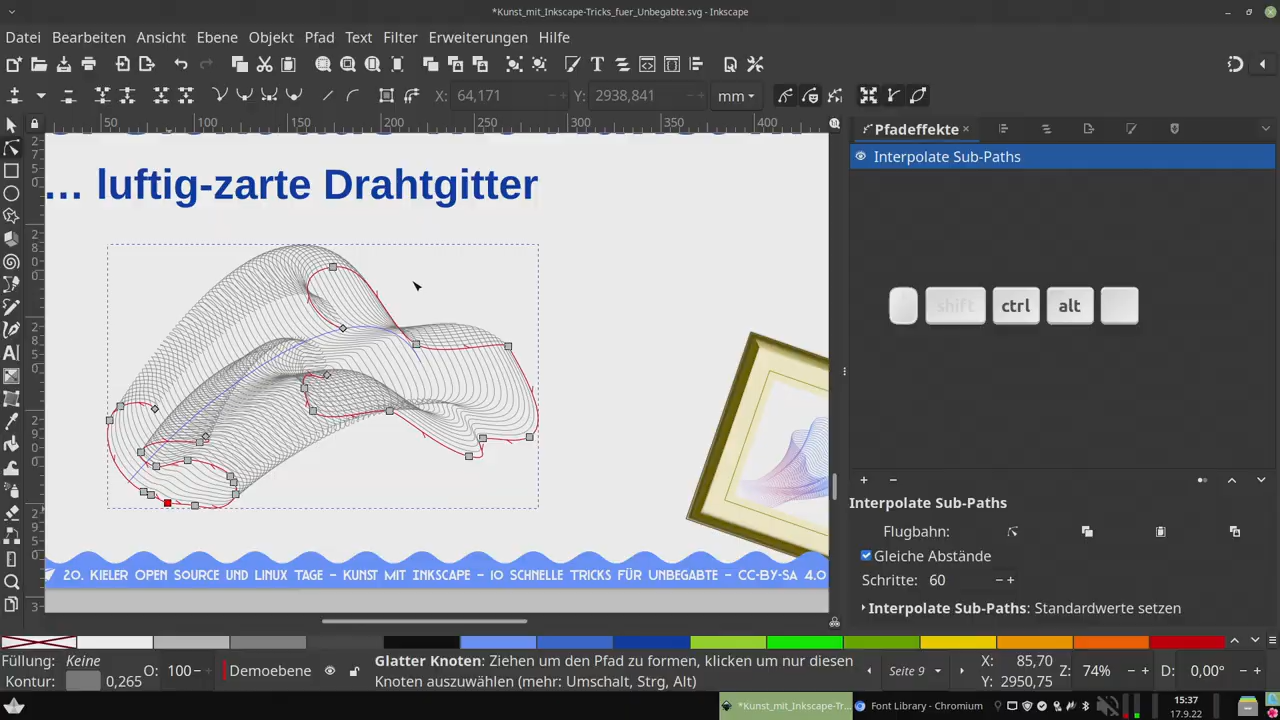 *Kunst_mit_Inkscape-Tricks_fuer_Unbegabte.svg - Inkscape
Datei Bearbeiten Ansicht Ebene Objekt Pfad Text Filter Erweiterungen Hilfe
X: 64,171 Y: 2938,841 mm
50 100 150 200 250 300 350 400
Pfadeffekte
Interpolate Sub-Paths
... luftig-zarte Drahtgitter
shift ctrl alt
Interpolate Sub-Paths
Flugbahn:
Gleiche Abstände
Schritte: 60
Interpolate Sub-Paths: Standardwerte setzen
20. KIELER OPEN SOURCE UND LINUX TAGE - KUNST MIT INKSCAPE - 10 SCHNELLE TRICKS FÜR UNBEGABTE - CC-BY-SA 4.0
Füllung: Keine
Kontur: 0,265
O: 100
Demoebene
Glatter Knoten: Ziehen um den Pfad zu formen, klicken um nur diesen
Knoten auszuwählen (mehr: Umschalt, Strg, Alt)
Seite 9
X: 85,70
Y: 2950,75
Z: 74%
D: 0,00°
*Kunst_mit_Inkscape-Tr...
Font Library - Chromium
15:37
17.9.22